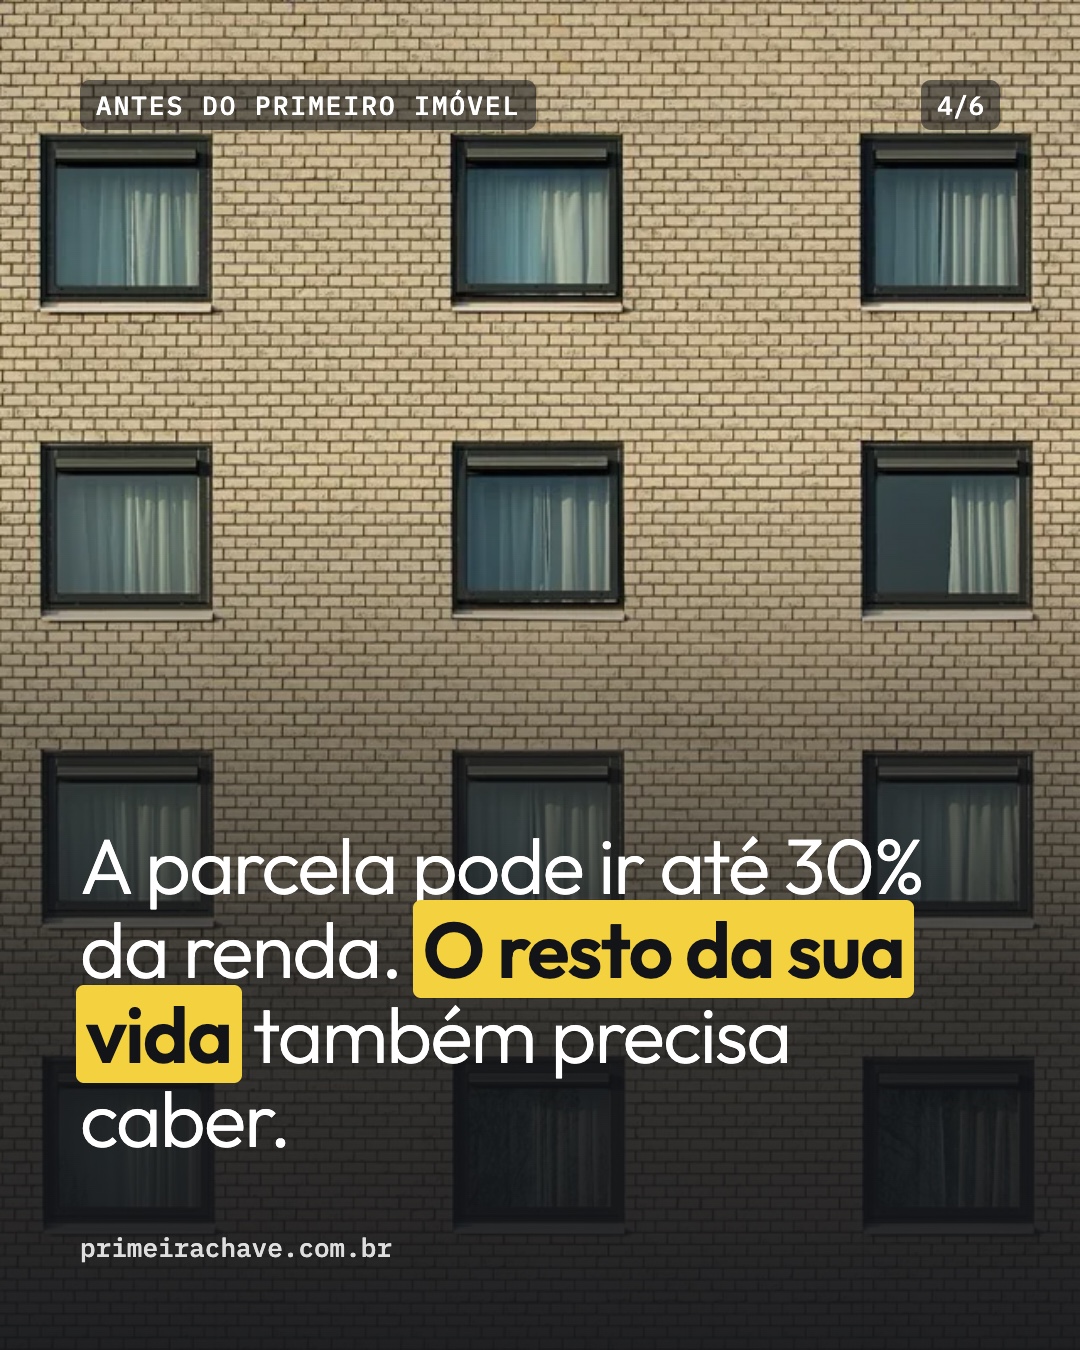 ANTES DO PRIMEIRO IMÓVEL
4/6
A parcela pode ir até 30%
da renda. O resto da sua
vida também precisa
caber.
primeirachave.com.br